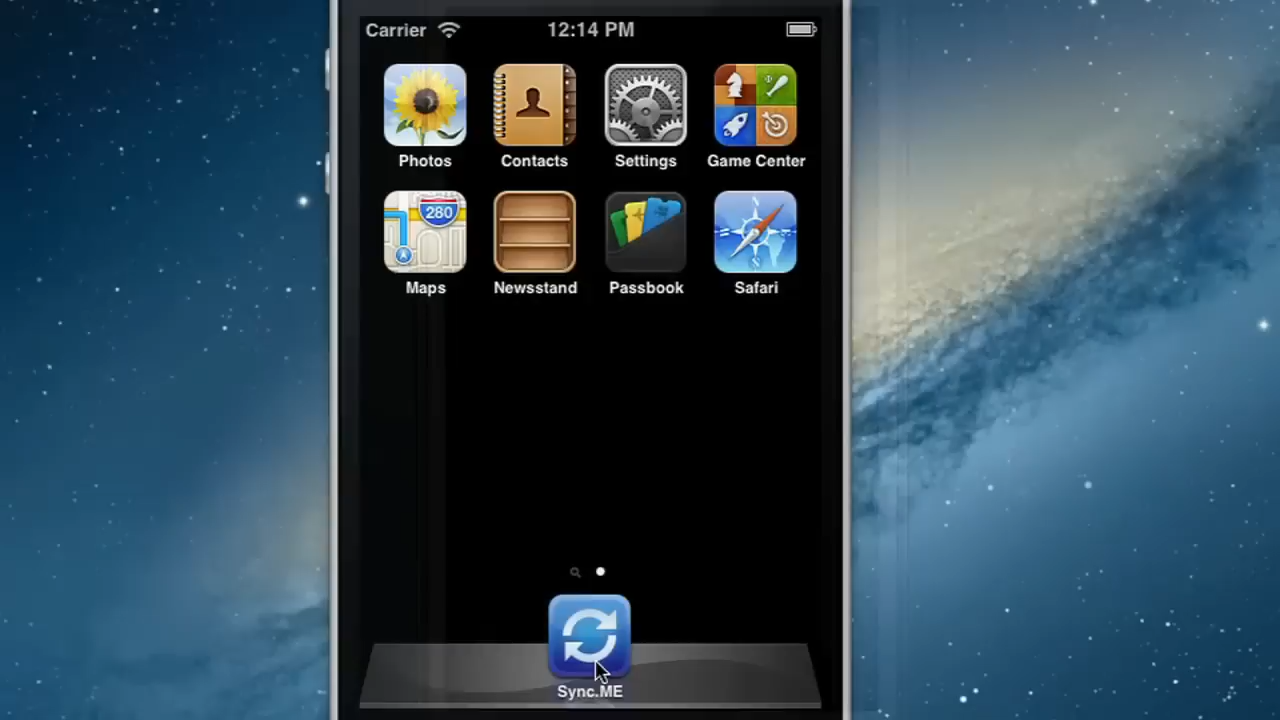 Carrier 12:14 PM
Photos Contacts Settings Game Center
280
Maps Newsstand Passbook Safari
Sync.ME